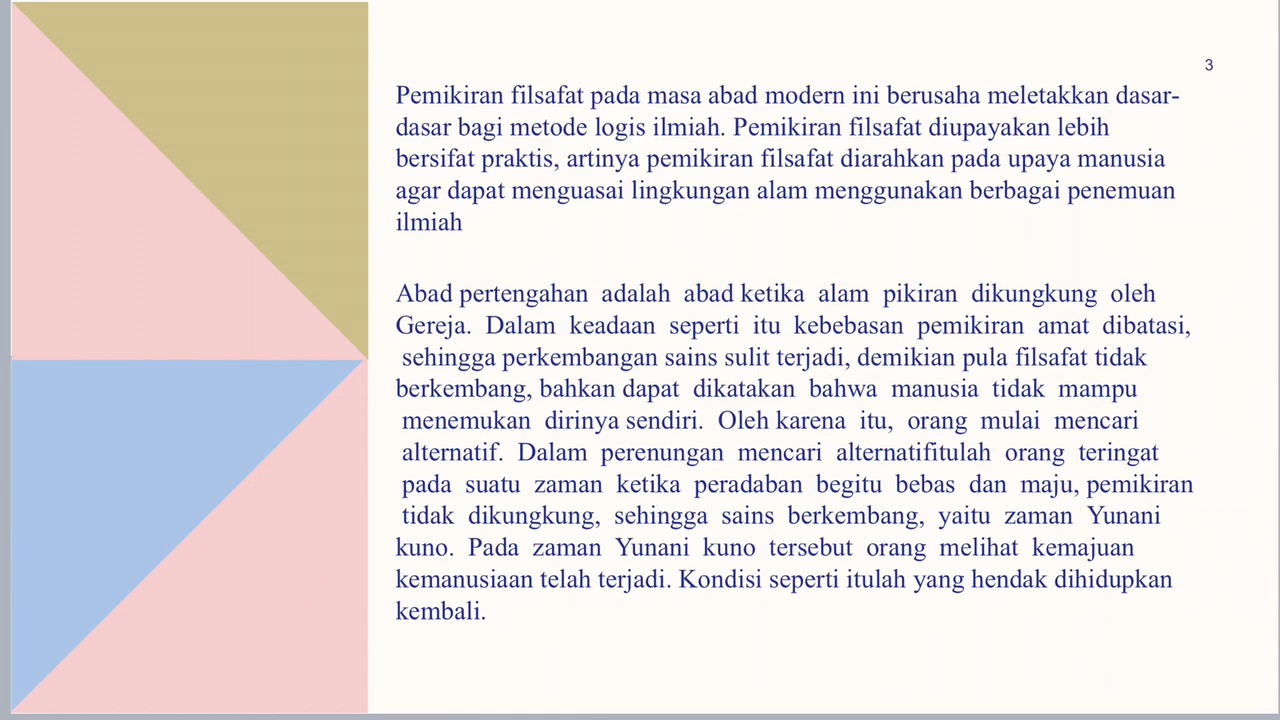 3
Pemikiran filsafat pada masa abad modern ini berusaha meletakkan dasar-
dasar bagi metode logis ilmiah. Pemikiran filsafat diupayakan lebih
bersifat praktis, artinya pemikiran filsafat diarahkan pada upaya manusia
agar dapat menguasai lingkungan alam menggunakan berbagai penemuan
ilmiah
Abad pertengahan adalah abad ketika alam pikiran dikungkung oleh
Gereja. Dalam keadaan seperti itu kebebasan pemikiran amat dibatasi,
sehingga perkembangan sains sulit terjadi, demikian pula filsafat tidak
berkembang, bahkan dapat dikatakan bahwa manusia tidak mampu
menemukan dirinya sendiri. Oleh karena itu, orang mulai mencari
alternatif. Dalam perenungan mencari alternatifitulah orang teringat
pada suatu zaman ketika peradaban begitu bebas dan maju, pemikiran
tidak dikungkung, sehingga sains berkembang, yaitu zaman Yunani
kuno. Pada zaman Yunani kuno tersebut orang melihat kemajuan
kemanusiaan telah terjadi. Kondisi seperti itulah yang hendak dihidupkan
kembali.